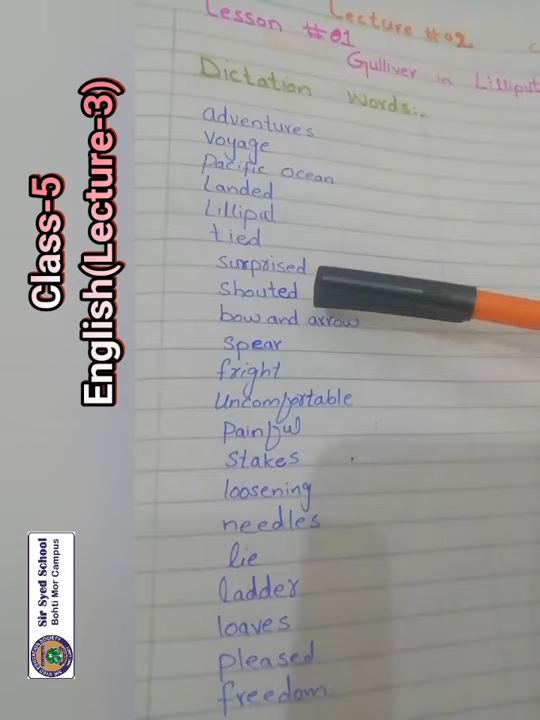 Lesson #01
Lecture #02
Gulliver in Lilliput
Dictation Words:-
adventures
Voyage
Pacific ocean
Landed
Lilliput
tied
surprised
Shouted
bow and arrow
Spear
fright
Uncomfortable
Painful
Stakes
loosening
needles
lie
ladder
loaves
pleased
freedom
Class-5
English(Lecture-3)
Sir Syed School
Bohti Mor Campus